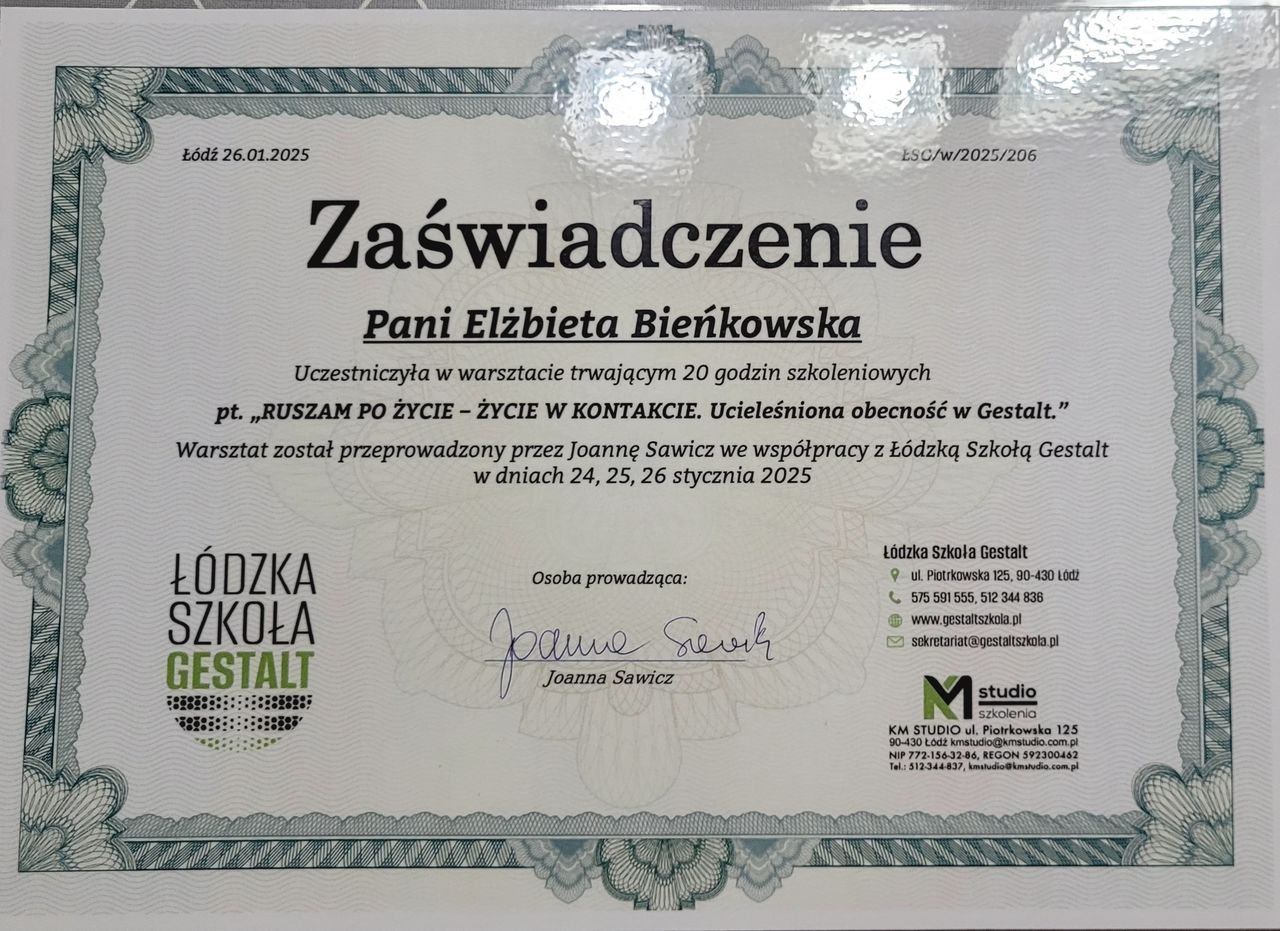 Łódź 26.01.2025
ŁSG/w/2025/206
Zaświadczenie
Pani Elżbieta Bieńkowska
Uczestniczyła w warsztacie trwającym 20 godzin szkoleniowych
pt. „RUSZAM PO ŻYCIE – ŻYCIE W KONTAKCIE. Ucieleśniona obecność w Gestalt.”
Warsztat został przeprowadzony przez Joannę Sawicz we współpracy z Łódzką Szkołą Gestalt
w dniach 24, 25, 26 stycznia 2025
ŁÓDZKA
SZKOŁA
GESTALT
Osoba prowadząca:
Joanna Sawicz
Joanna Sawicz
Łódzka Szkoła Gestalt
ul. Piotrkowska 125, 90-430 Łódź
575 591 555, 512 344 836
www.gestaltszkola.pl
sekretariat@gestaltszkola.pl
KM studio
szkolenia
KM STUDIO ul. Piotrkowska 125
90-430 Łódź kmstudio@kmstudio.com.pl
NIP 772-156-32-86, REGON 592300462
Tel.: 512-344-837, kmstudio@kmstudio.com.pl